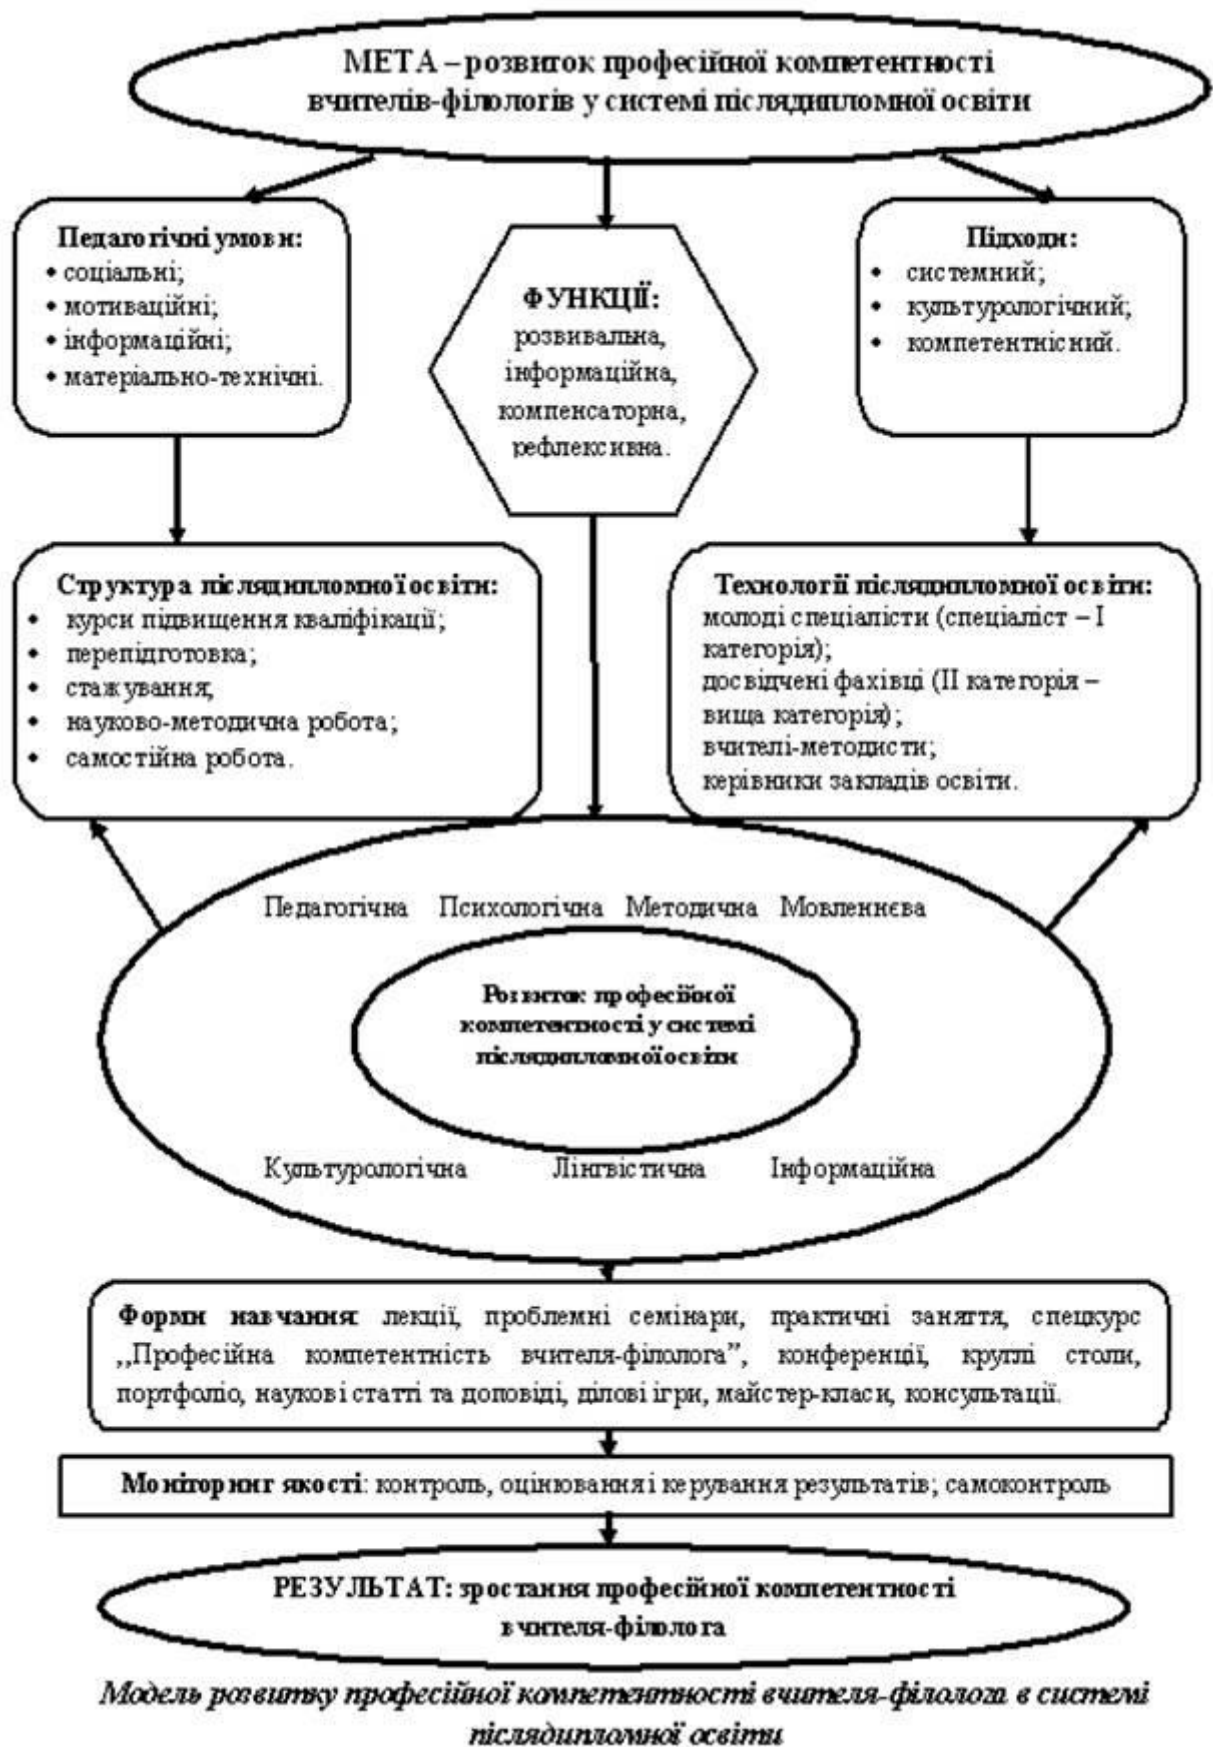 МЕТА – розвиток професійної компетентності
вчителів-філологів у системі післядипломної освіти
Педагогічні умови:
• соціальні;
• мотиваційні;
• інформаційні;
• матеріально-технічні.
ФУНКЦІЇ:
розвивальна,
інформаційна,
компенсаторна,
рефлексивна.
Підходи:
• системний;
• культурологічний;
• компетентнісний.
Структура післядипломної освіти:
• курси підвищення кваліфікації;
• перепідготовка;
• стажування;
• науково-методична робота;
• самостійна робота.
Технології післядипломної освіти:
молоді спеціалісти (спеціаліст – І
категорія);
досвідчені фахівці (ІІ категорія –
вища категорія);
вчителі-методисти;
керівники закладів освіти.
Педагогічна Психологічна Методична Мовленнєва
Розвиток професійної
компетентності у системі
післядипломної освіти
Культурологічна Лінгвістична Інформаційна
Форми навчання: лекції, проблемні семінари, практичні заняття, спецкурс
,,Професійна компетентність вчителя-філолога”, конференції, круглі столи,
портфоліо, наукові статті та доповіді, ділові ігри, майстер-класи, консультації.
Моніторинг якості: контроль, оцінювання і керування результатів; самоконтроль
РЕЗУЛЬТАТ: зростання професійної компетентності
вчителя-філолога
Модель розвитку професійної компетентності вчителя-філолога в системі
післядипломної освіти